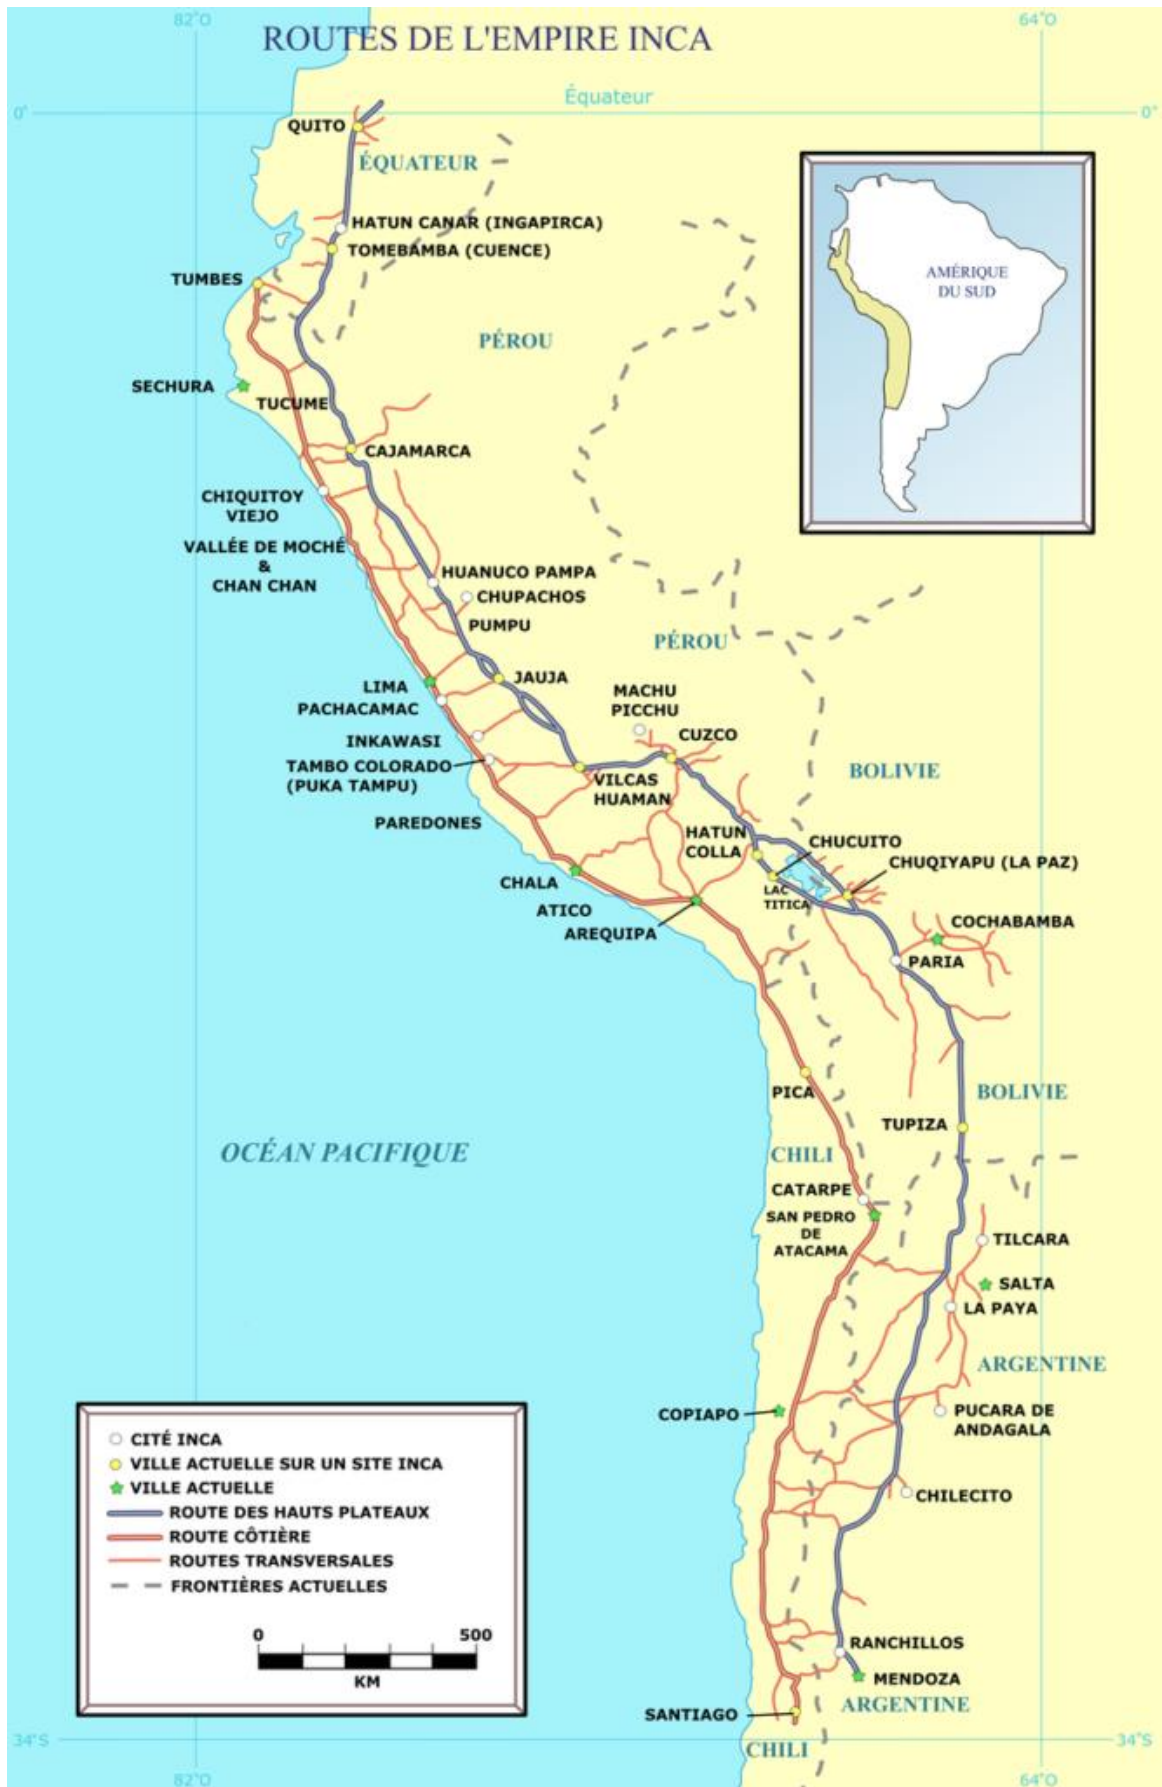 82°O
64°O
ROUTES DE L'EMPIRE INCA
0°
Équateur
0°
QUITO
ÉQUATEUR
HATUN CANAR (INGAPIRCA)
TOMEBAMBA (CUENCE)
TUMBES
AMÉRIQUE
DU SUD
PÉROU
SECHURA
TUCUME
CAJAMARCA
CHIQUITOY
VIEJO
VALLÉE DE MOCHÉ
&
CHAN CHAN
HUANUCO PAMPA
CHUPACHOS
PUMPU
PÉROU
JAUJA
LIMA
PACHACAMAC
MACHU
PICCHU
INKAWASI
CUZCO
TAMBO COLORADO
(PUKA TAMPU)
VILCAS
HUAMAN
BOLIVIE
PAREDONES
HATUN
COLLA
CHUCUITO
CHUQIYAPU (LA PAZ)
CHALA
LAC
TITICA
ATICO
AREQUIPA
COCHABAMBA
PARIA
PICA
BOLIVIE
TUPIZA
OCÉAN PACIFIQUE
CHILI
CATARPE
SAN PEDRO
DE
ATACAMA
TILCARA
SALTA
LA PAYA
ARGENTINE
COPIAPO
PUCARA DE
ANDAGALA
CHILECITO
CITÉ INCA
VILLE ACTUELLE SUR UN SITE INCA
VILLE ACTUELLE
ROUTE DES HAUTS PLATEAUX
ROUTE CÔTIÈRE
ROUTES TRANSVERSALES
FRONTIÈRES ACTUELLES
0 500
KM
RANCHILLOS
MENDOZA
ARGENTINE
SANTIAGO
34°S
CHILI
34°S
82°O
64°O